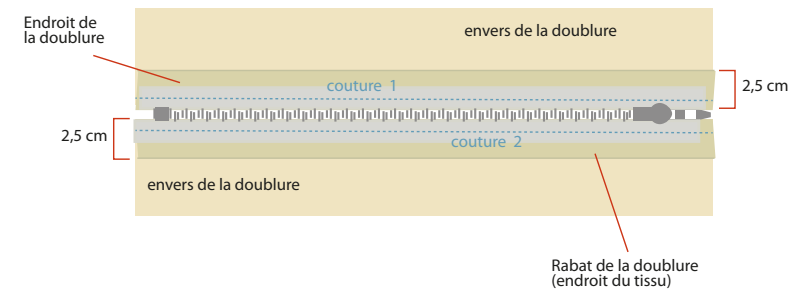 Endroit de
la doublure
envers de la doublure
couture 1
2,5 cm
2,5 cm
couture 2
envers de la doublure
Rabat de la doublure
(endroit du tissu)